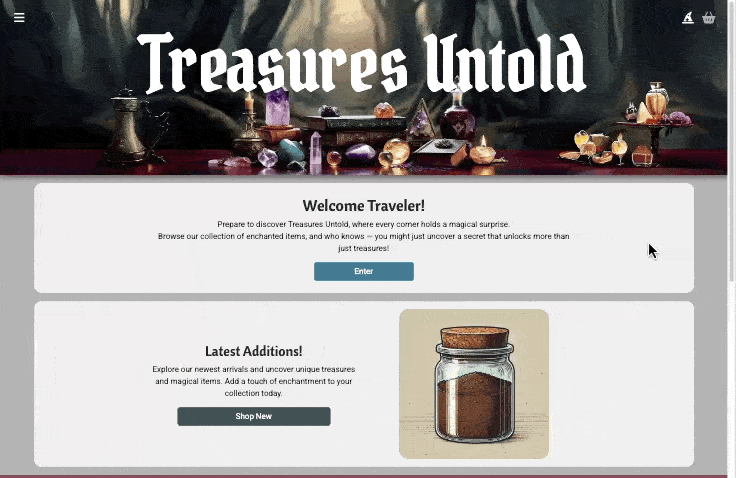 Treasures Untold
Welcome Traveler!
Prepare to discover Treasures Untold, where every corner holds a magical surprise.
Browse our collection of enchanted items, and who knows — you might just uncover a secret that unlocks more than
just treasures!
Enter
Latest Additions!
Explore our newest arrivals and uncover unique treasures
and magical items. Add a touch of enchantment to your
collection today.
Shop New